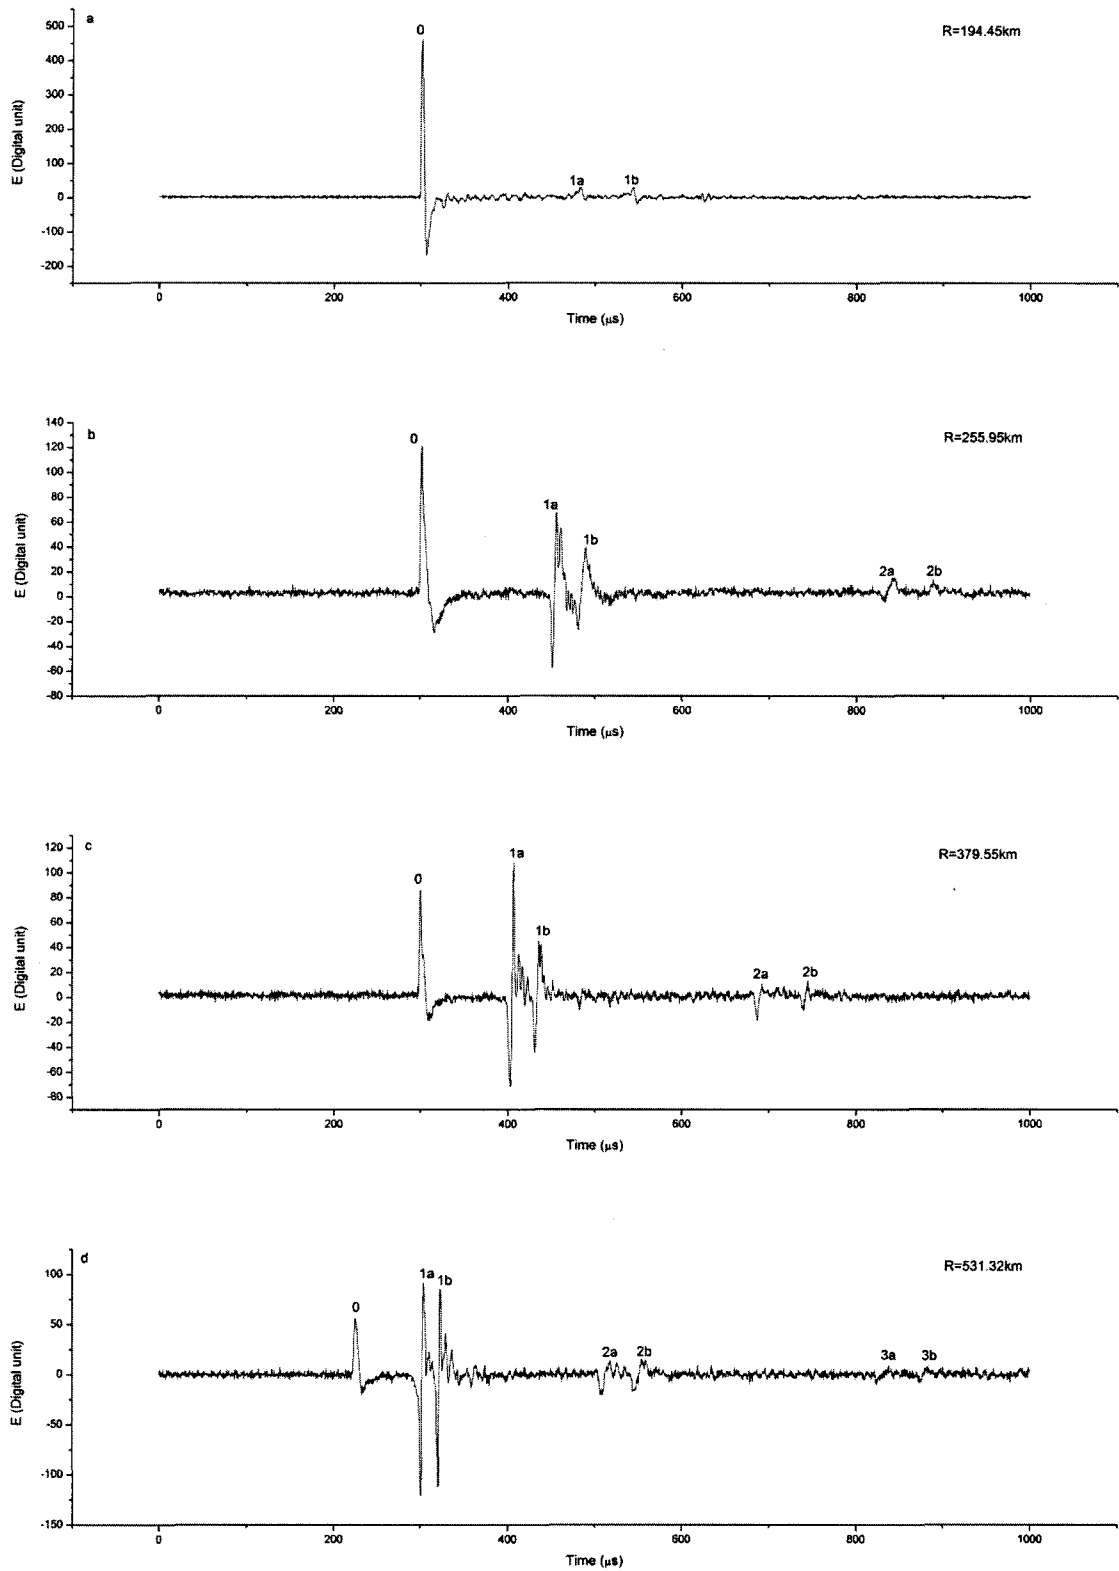 a
0
R=194.45km
500
400
300
200
100
0
-100
-200
E (Digital unit)
1a
1b
0
200
400
600
800
1000
Time (μs)
b
0
R=255.95km
140
120
100
80
60
40
20
0
-20
-40
-60
-80
E (Digital unit)
1a
1b
2a
2b
0
200
400
600
800
1000
Time (μs)
c
0
1a
R=379.55km
120
100
80
60
40
20
0
-20
-40
-60
-80
E (Digital unit)
1b
2a
2b
0
200
400
600
800
1000
Time (μs)
d
0
1a
1b
R=531.32km
100
50
0
-50
-100
-150
E (Digital unit)
2a
2b
3a
3b
0
200
400
600
800
1000
Time (μs)